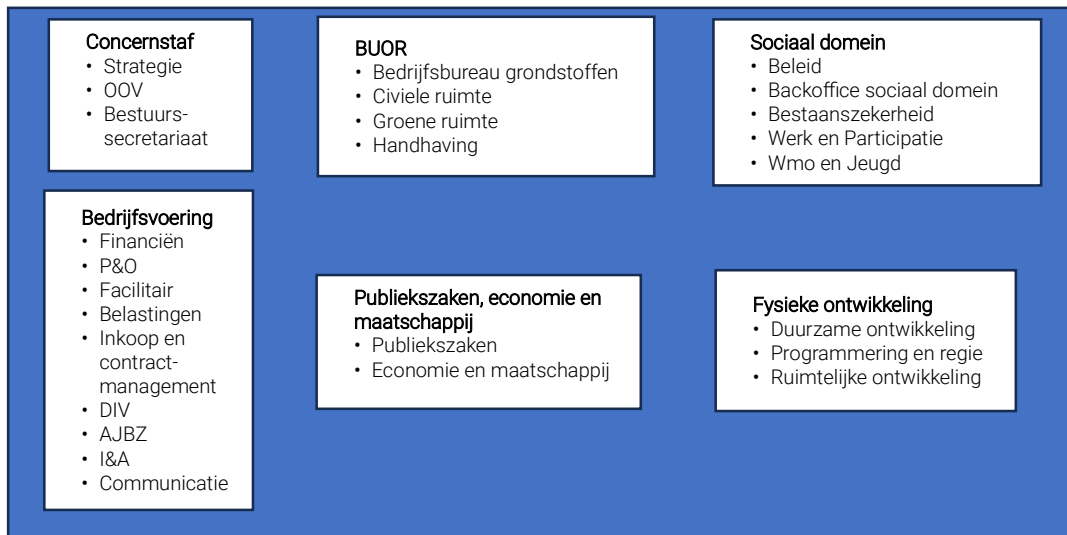 Concernstaf
• Strategie
• OOV
• Bestuurs-
secretariaat
BUOR
• Bedrijfsbureau grondstoffen
• Civiele ruimte
• Groene ruimte
• Handhaving
Sociaal domein
• Beleid
• Backoffice sociaal domein
• Bestaanszekerheid
• Werk en Participatie
• Wmo en Jeugd
Bedrijfsvoering
• Financiën
• P&O
• Facilitair
• Belastingen
• Inkoop en
contract-
management
• DIV
• AJBZ
• I&A
• Communicatie
Publiekszaken, economie en
maatschappij
• Publiekszaken
• Economie en maatschappij
Fysieke ontwikkeling
• Duurzame ontwikkeling
• Programmering en regie
• Ruimtelijke ontwikkeling